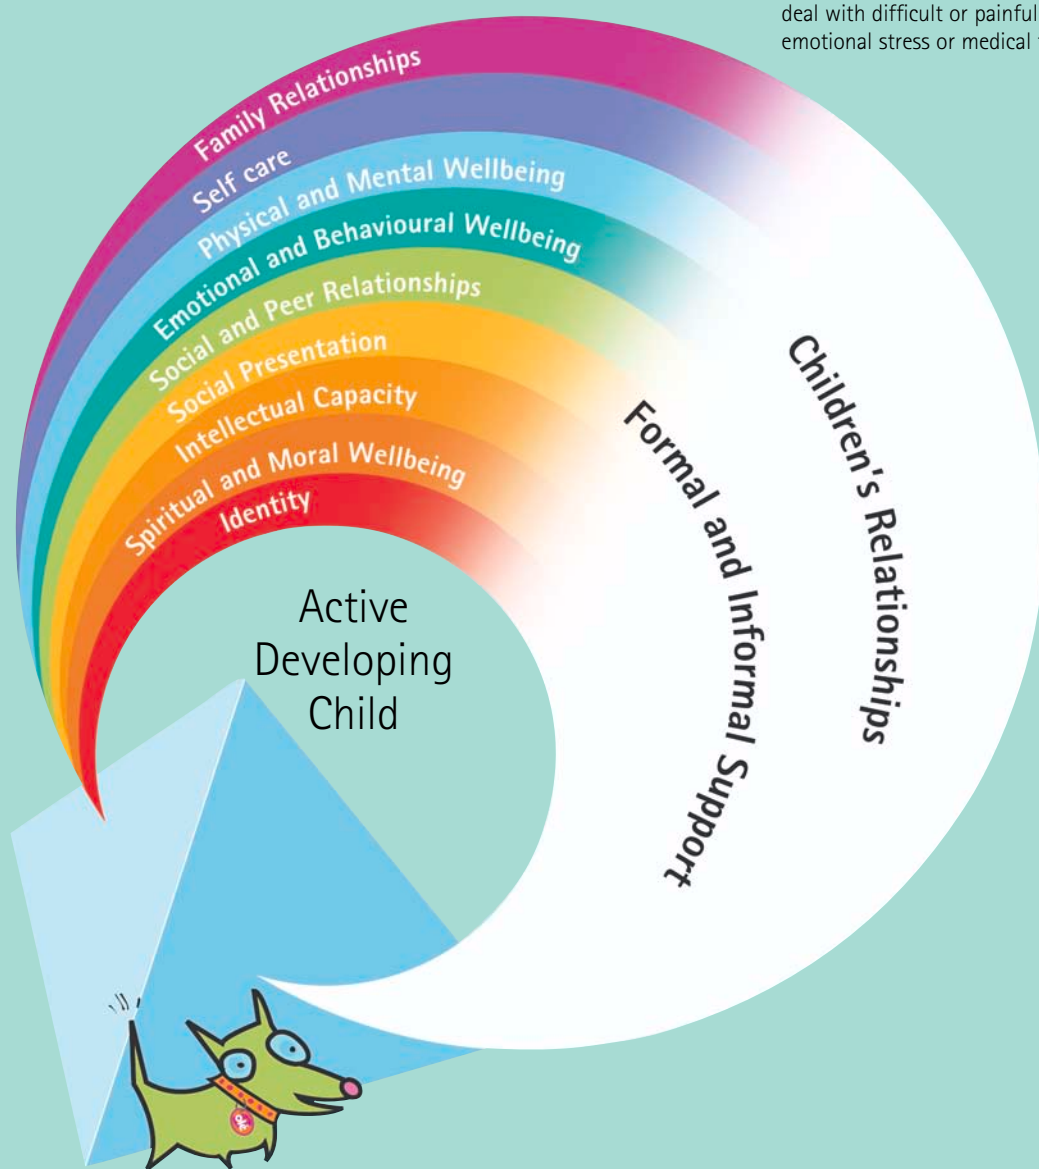 deal with difficult or painful
emotional stress or medical
Family Relationships
Self care
Physical and Mental Wellbeing
Emotional and Behavioural Wellbeing
Social and Peer Relationships
Social Presentation
Intellectual Capacity
Spiritual and Moral Wellbeing
Identity
Children's Relationships
Formal and Informal Support
Active
Developing
Child